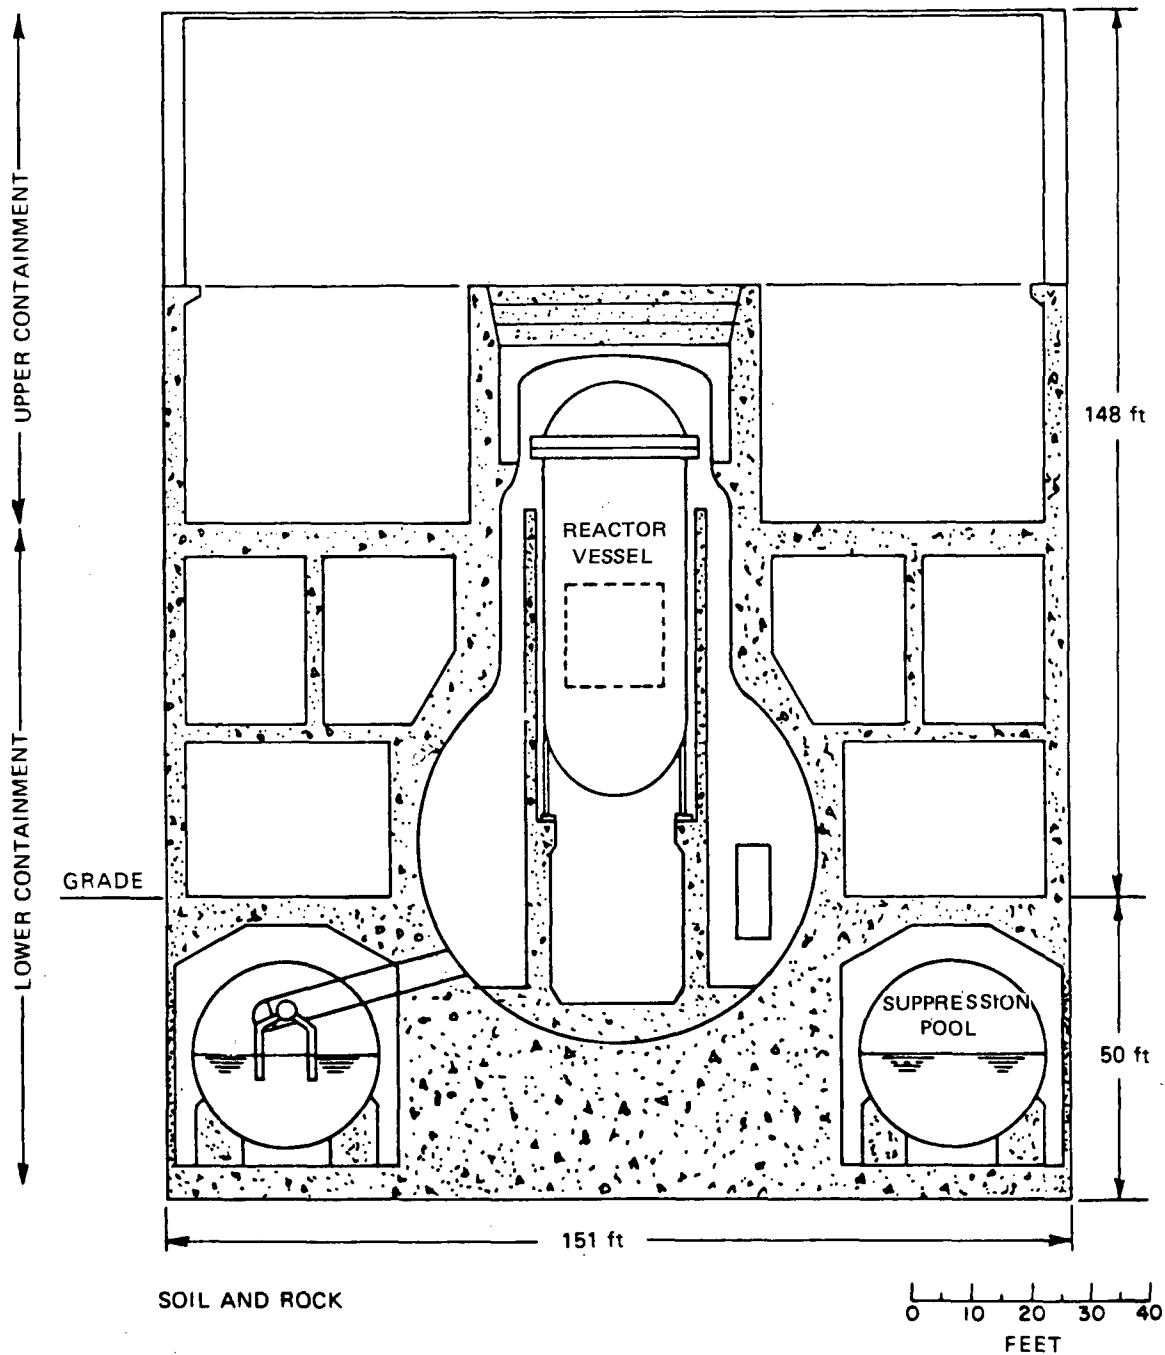 UPPER CONTAINMENT
148 ft
REACTOR
VESSEL
LOWER CONTAINMENT
GRADE
SUPPRESSION
POOL
50 ft
151 ft
SOIL AND ROCK
0 10 20 30 40
FEET